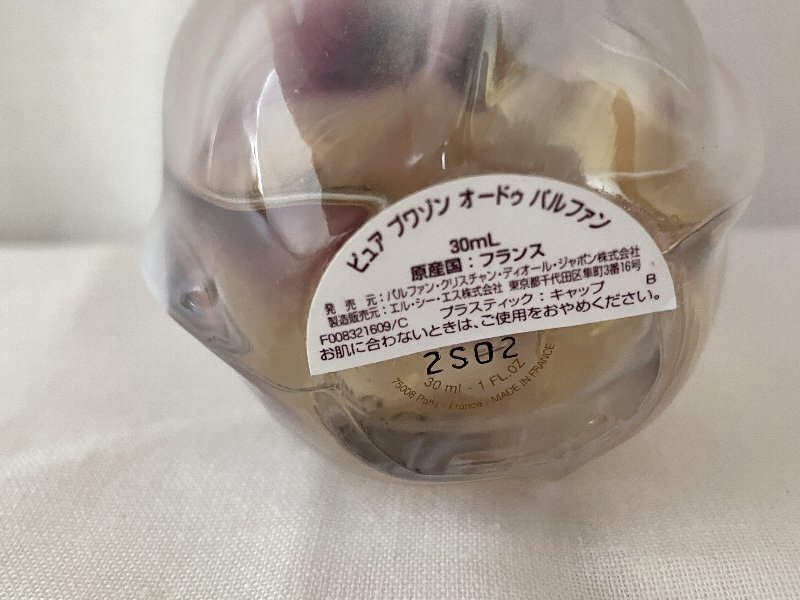 ピュア プワゾン オードゥ パルファン
30mL
原産国：フランス
発 売 元：パルファン・クリスチャン・ディオール・ジャポン株式会社
製造販売元：エル・シー・エス株式会社 東京都千代田区隼町3番16号
F008321609/C プラスティック：キャップ B
お肌に合わないときは、ご使用をおやめください。
2S02
30 ml - 1 FL.OZ
75006 Paris - France MADE IN FRANCE